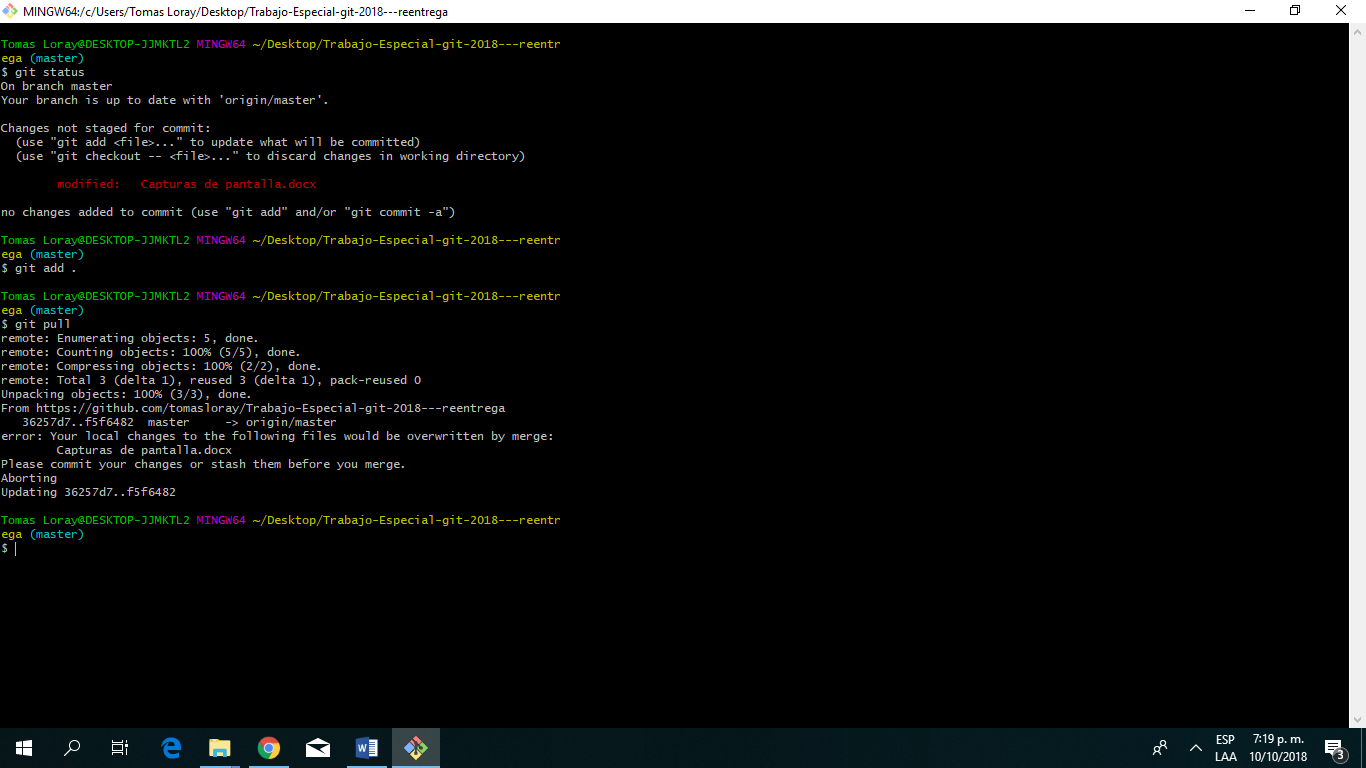 MINGW64:/c/Users/Tomas Loray/Desktop/Trabajo-Especial-git-2018---reentrega
Tomas Loray@DESKTOP-JJMKTL2 MINGW64 ~/Desktop/Trabajo-Especial-git-2018---reentr
ega (master)
$ git status
On branch master
Your branch is up to date with 'origin/master'.
Changes not staged for commit:
  (use "git add <file>..." to update what will be committed)
  (use "git checkout -- <file>..." to discard changes in working directory)
        modified:   Capturas de pantalla.docx
no changes added to commit (use "git add" and/or "git commit -a")
Tomas Loray@DESKTOP-JJMKTL2 MINGW64 ~/Desktop/Trabajo-Especial-git-2018---reentr
ega (master)
$ git add .
Tomas Loray@DESKTOP-JJMKTL2 MINGW64 ~/Desktop/Trabajo-Especial-git-2018---reentr
ega (master)
$ git pull
remote: Enumerating objects: 5, done.
remote: Counting objects: 100% (5/5), done.
remote: Compressing objects: 100% (2/2), done.
remote: Total 3 (delta 1), reused 3 (delta 1), pack-reused 0
Unpacking objects: 100% (3/3), done.
From https://github.com/tomasloray/Trabajo-Especial-git-2018---reentrega
   36257d7..f5f6482  master     -> origin/master
error: Your local changes to the following files would be overwritten by merge:
        Capturas de pantalla.docx
Please commit your changes or stash them before you merge.
Aborting
Updating 36257d7..f5f6482
Tomas Loray@DESKTOP-JJMKTL2 MINGW64 ~/Desktop/Trabajo-Especial-git-2018---reentr
ega (master)
$
ESP 7:19 p. m.
LAA 10/10/2018
3